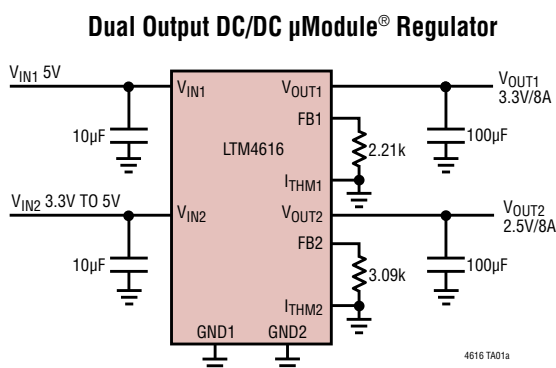 Dual Output DC/DC µModule® Regulator
VIN1 5V
VIN1
VOUT1
VOUT1
3.3V/8A
FB1
10µF
LTM4616
2.21k
100µF
ITHM1
VIN2 3.3V TO 5V
VIN2
VOUT2
VOUT2
2.5V/8A
FB2
10µF
3.09k
100µF
ITHM2
GND1 GND2
4616 TA01a